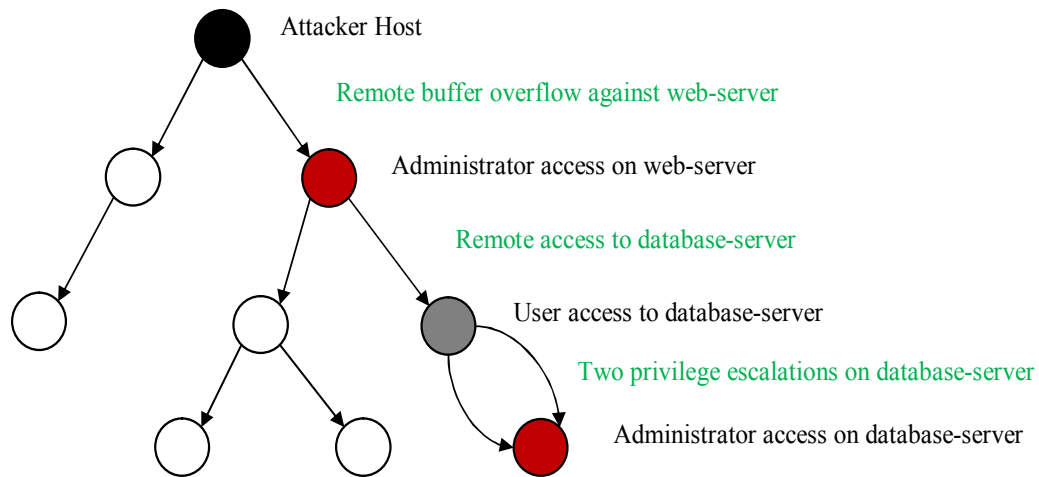 Attacker Host
Remote buffer overflow against web-server
Administrator access on web-server
Remote access to database-server
User access to database-server
Two privilege escalations on database-server
Administrator access on database-server